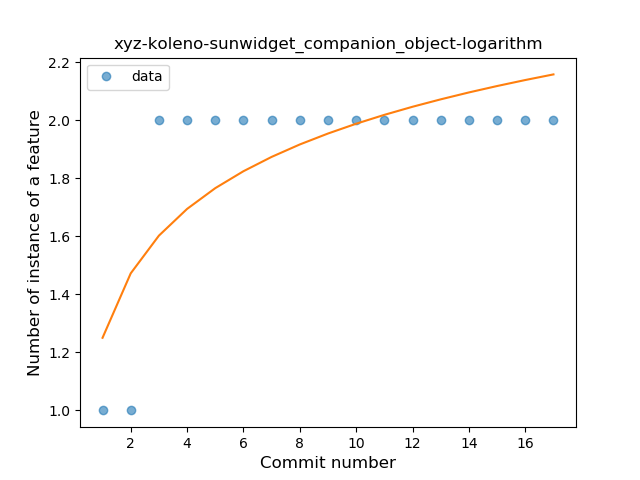 xyz-koleno-sunwidget_companion_object-logarithm
data
Number of instance of a feature
2.2
2.0
1.8
1.6
1.4
1.2
1.0
2 4 6 8 10 12 14 16
Commit number